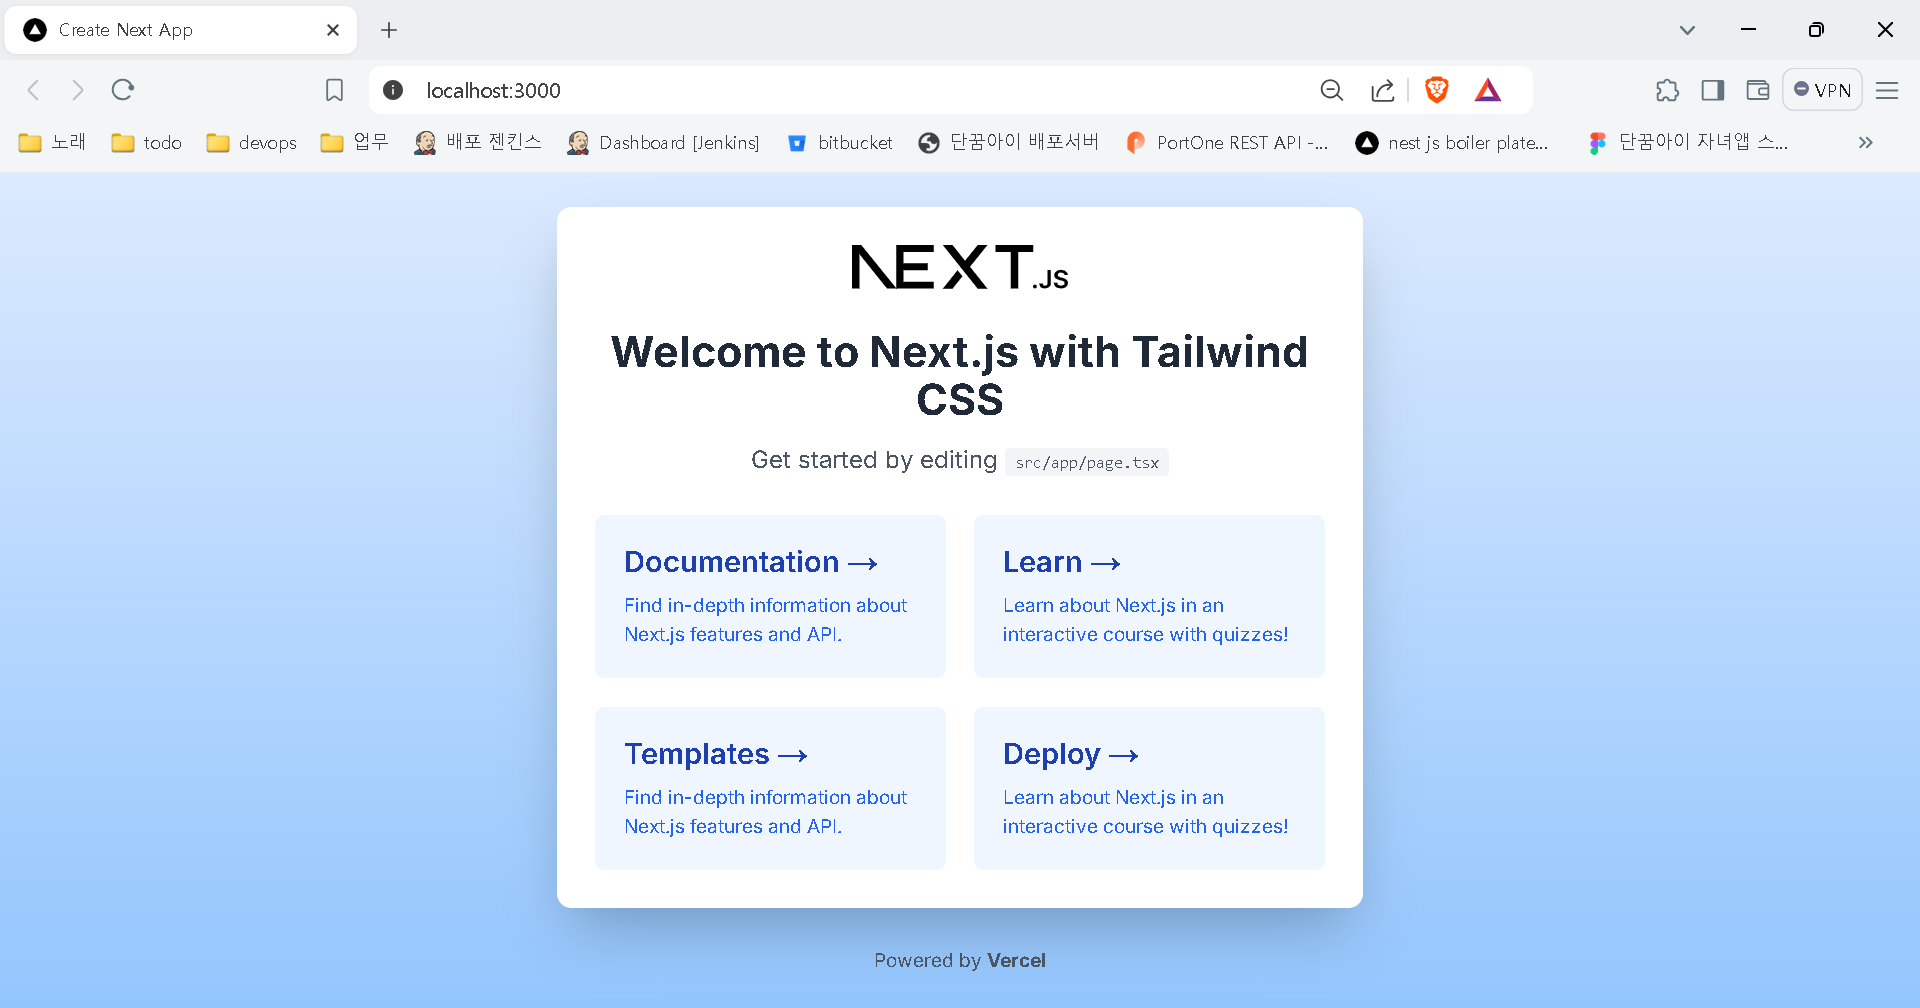 Create Next App
localhost:3000
VPN
노래
todo
devops
업무
배포 젠킨스
Dashboard [Jenkins]
bitbucket
단꿈아이 배포서버
PortOne REST API -...
nest js boiler plate...
단꿈아이 자녀앱 스...
NEXT.JS
Welcome to Next.js with Tailwind
CSS
Get started by editing src/app/page.tsx
Documentation →
Find in-depth information about
Next.js features and API.
Learn →
Learn about Next.js in an
interactive course with quizzes!
Templates →
Find in-depth information about
Next.js features and API.
Deploy →
Learn about Next.js in an
interactive course with quizzes!
Powered by Vercel